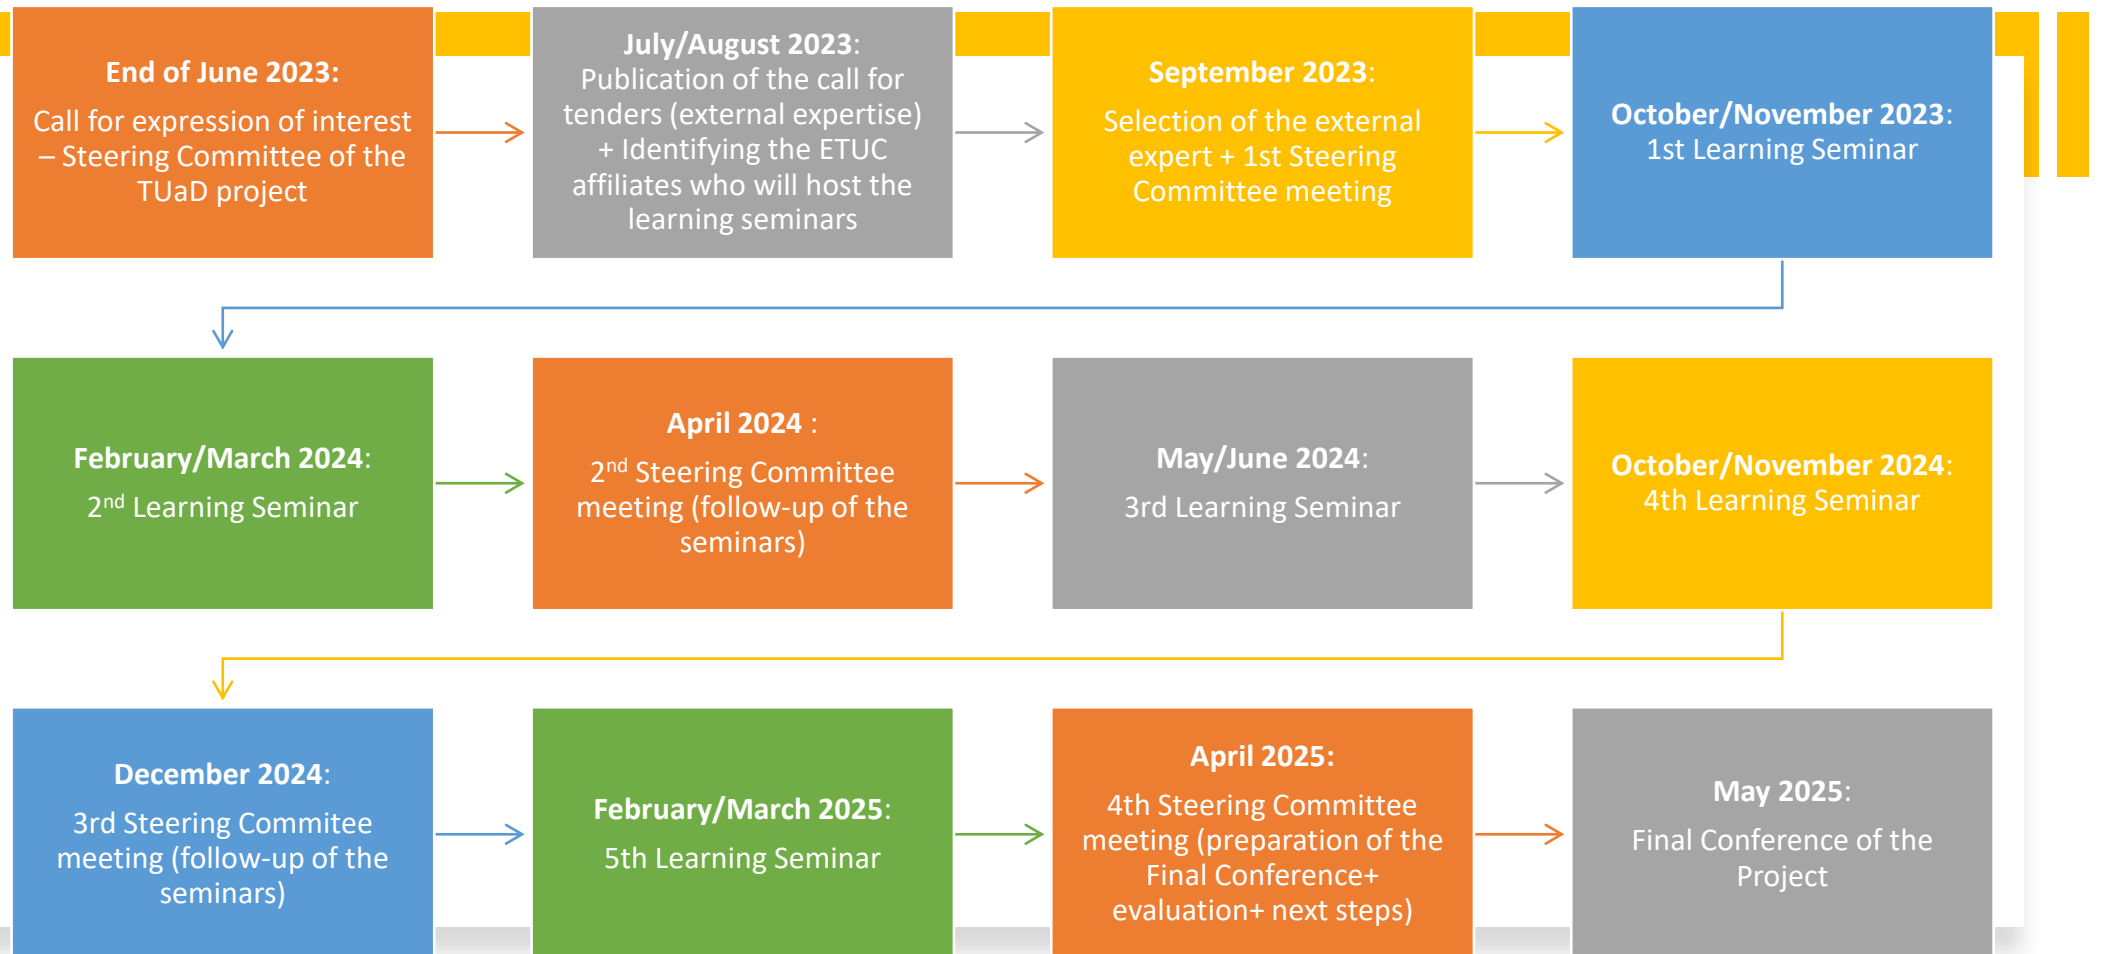 End of June 2023:
Call for expression of interest
– Steering Committee of the
TUaD project
July/August 2023:
Publication of the call for
tenders (external expertise)
+ Identifying the ETUC
affiliates who will host the
learning seminars
September 2023:
Selection of the external
expert + 1st Steering
Committee meeting
October/November 2023:
1st Learning Seminar
February/March 2024:
2nd Learning Seminar
April 2024 :
2nd Steering Committee
meeting (follow-up of the
seminars)
May/June 2024:
3rd Learning Seminar
October/November 2024:
4th Learning Seminar
December 2024:
3rd Steering Commitee
meeting (follow-up of the
seminars)
February/March 2025:
5th Learning Seminar
April 2025:
4th Steering Committee
meeting (preparation of the
Final Conference+
evaluation+ next steps)
May 2025:
Final Conference of the
Project